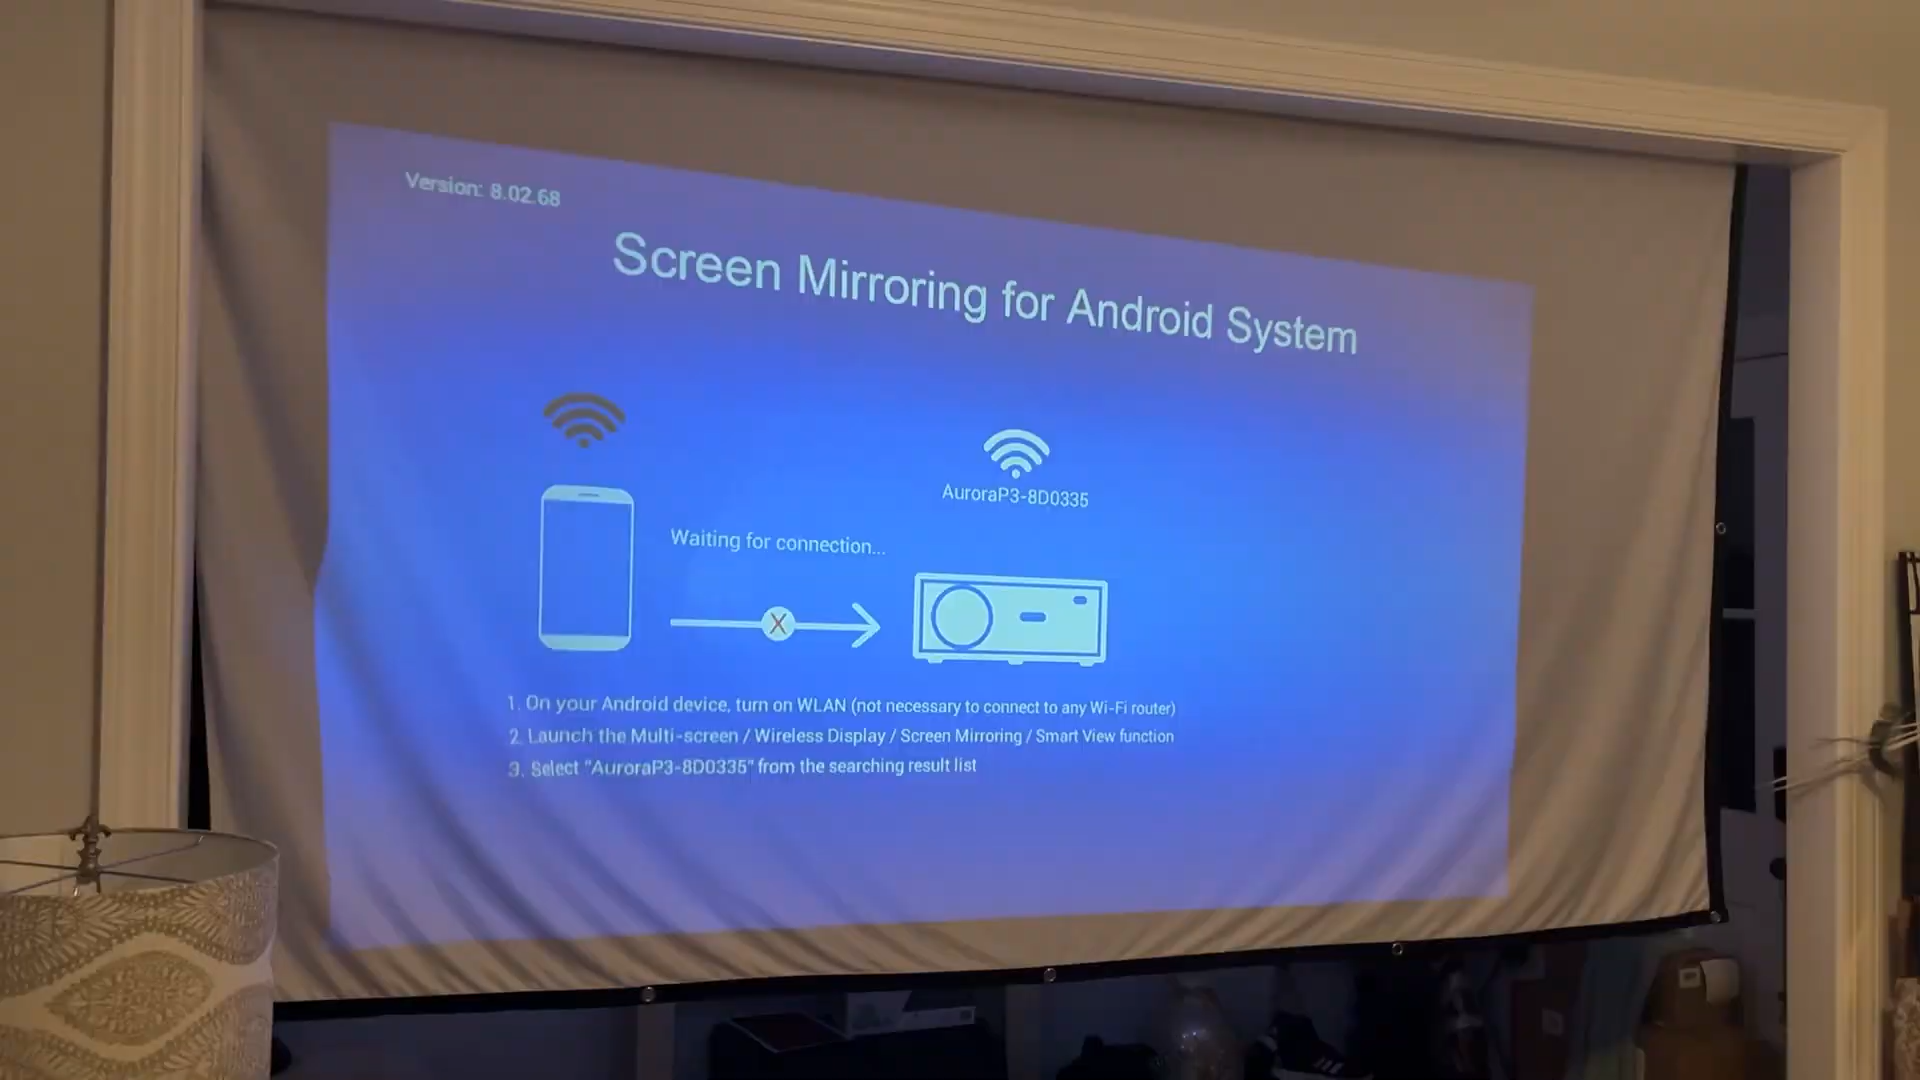 Version: 8.02.68
Screen Mirroring for Android System
AuroraP3-8D0335
Waiting for connection...
X
1. On your Android device, turn on WLAN (not necessary to connect to any Wi-Fi router)
2. Launch the Multi-screen / Wireless Display / Screen Mirroring / Smart View function
3. Select "AuroraP3-8D0335" from the searching result list